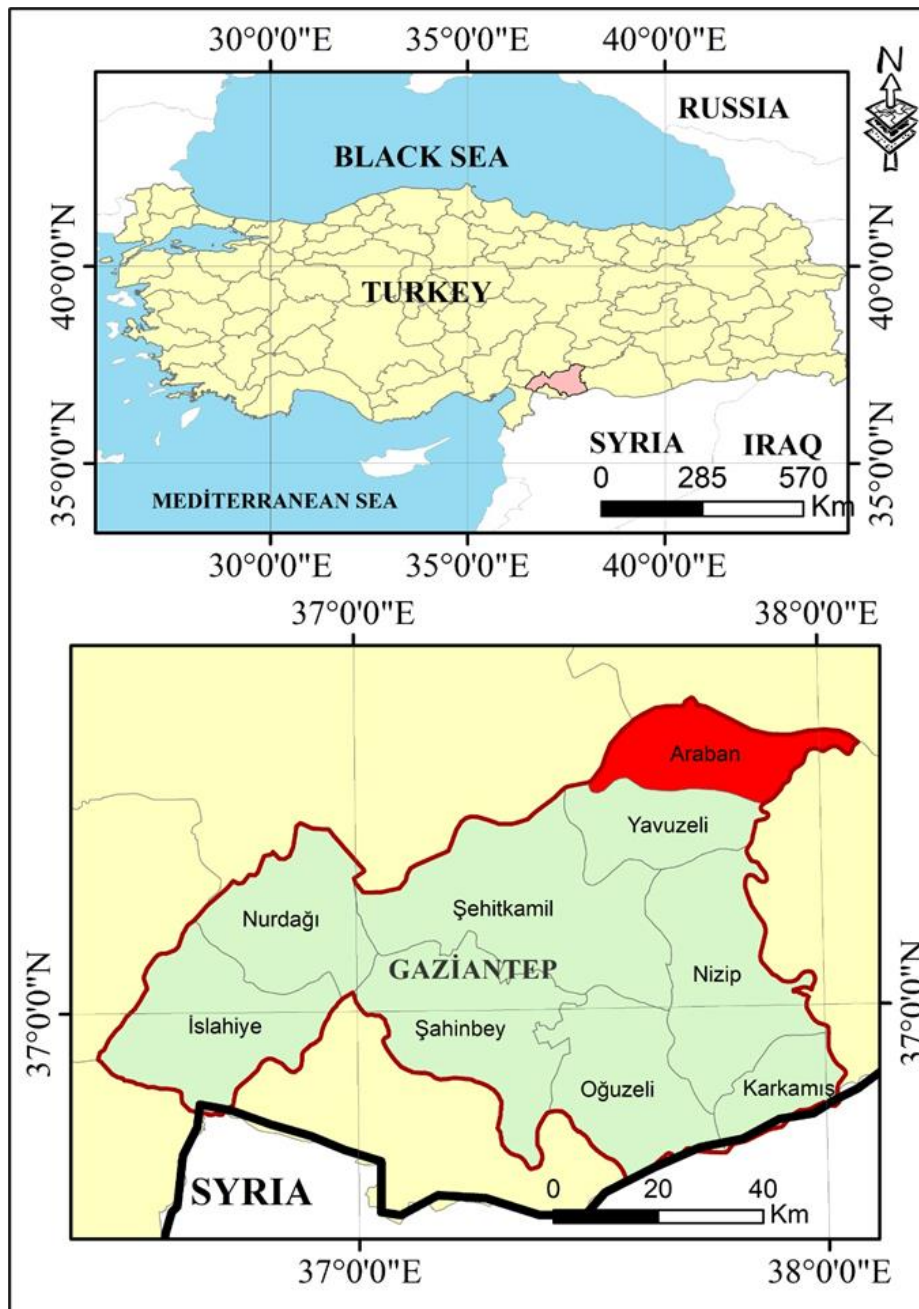 30°0'0"E 35°0'0"E 40°0'0"E
N
RUSSIA
BLACK SEA
40°0'0"N
40°0'0"N
TURKEY
35°0'0"N
35°0'0"N
SYRIA IRAQ
0 285 570
Km
MEDİTERRANEAN SEA
30°0'0"E 35°0'0"E 40°0'0"E
37°0'0"E 38°0'0"E
Araban
Yavuzeli
Şehitkamil
Nurdağı
GAZİANTEP
Nizip
37°0'0"N
37°0'0"N
İslahiye
Şahinbey
Oğuzeli
Karkamış
SYRIA
0 20 40
Km
37°0'0"E 38°0'0"E